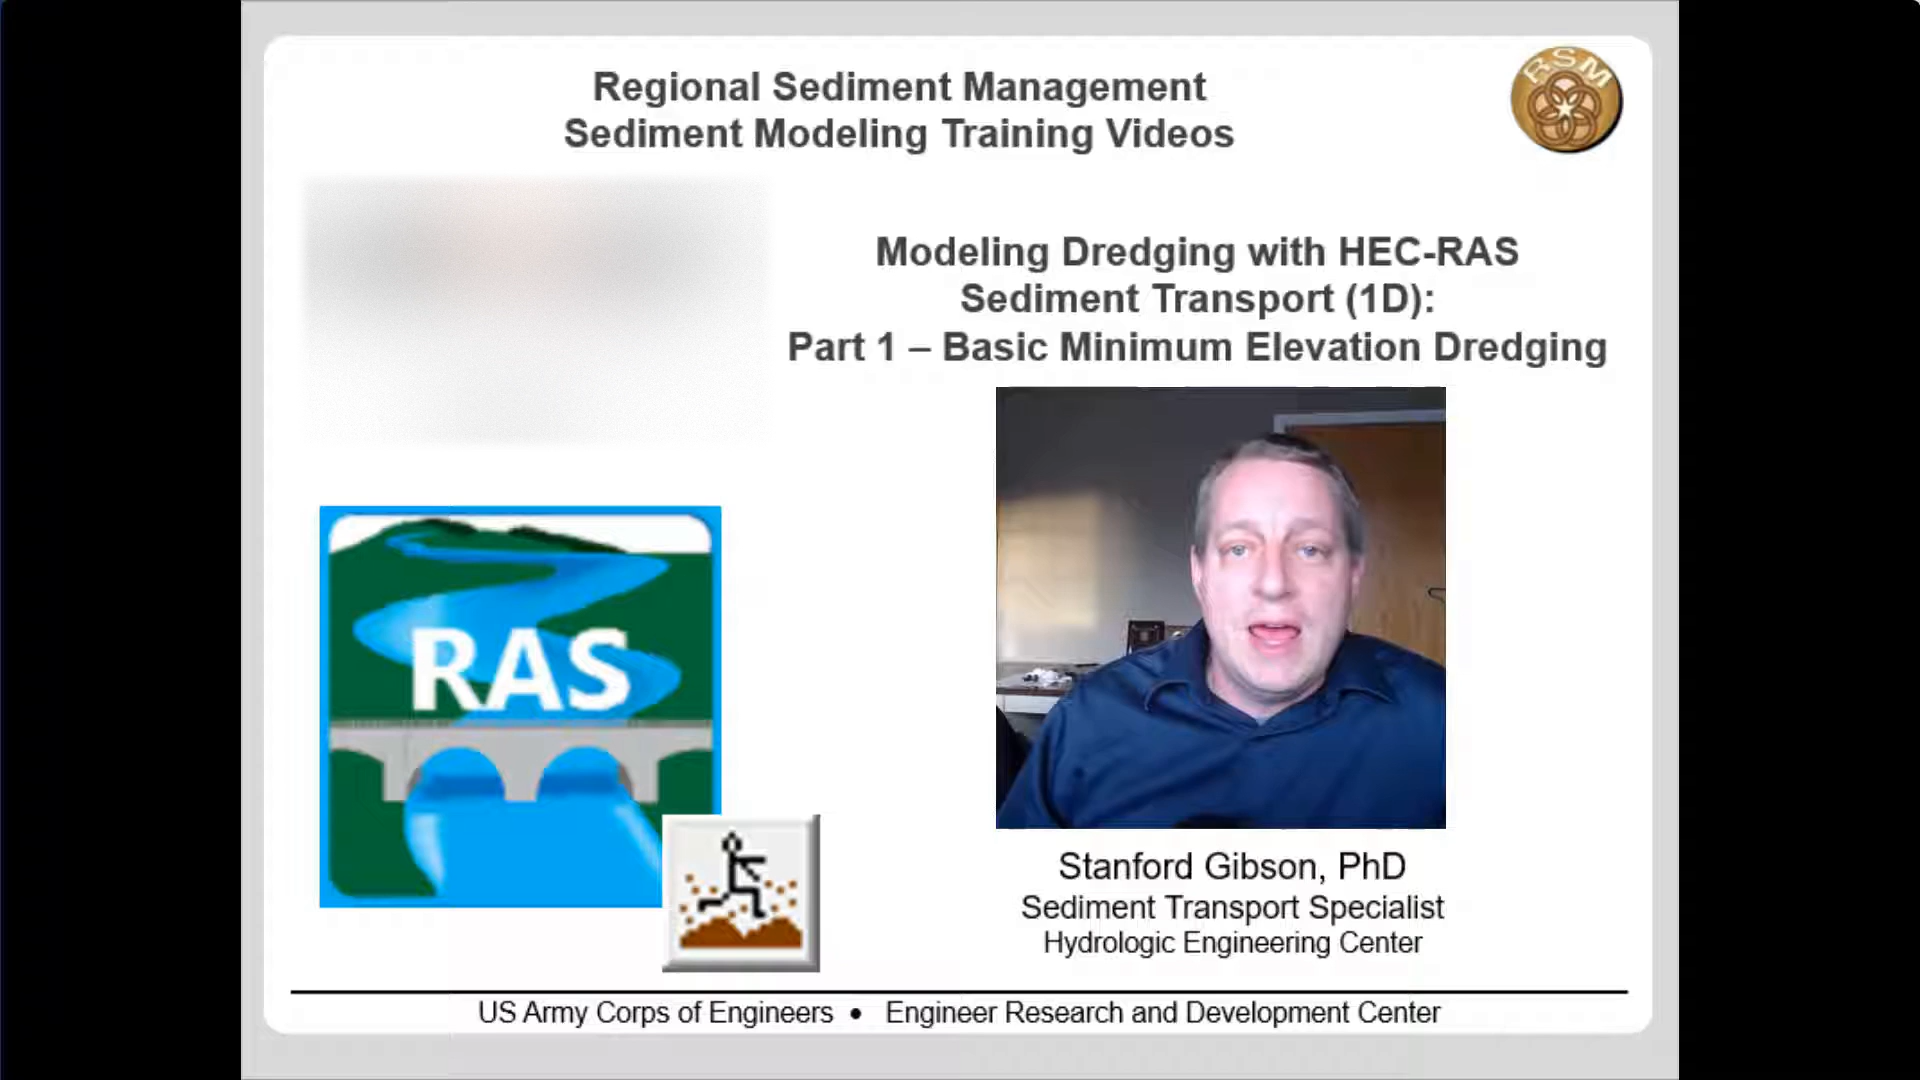 Regional Sediment Management
Sediment Modeling Training Videos
RSM
Modeling Dredging with HEC-RAS
Sediment Transport (1D):
Part 1 – Basic Minimum Elevation Dredging
RAS
Stanford Gibson, PhD
Sediment Transport Specialist
Hydrologic Engineering Center
US Army Corps of Engineers • Engineer Research and Development Center